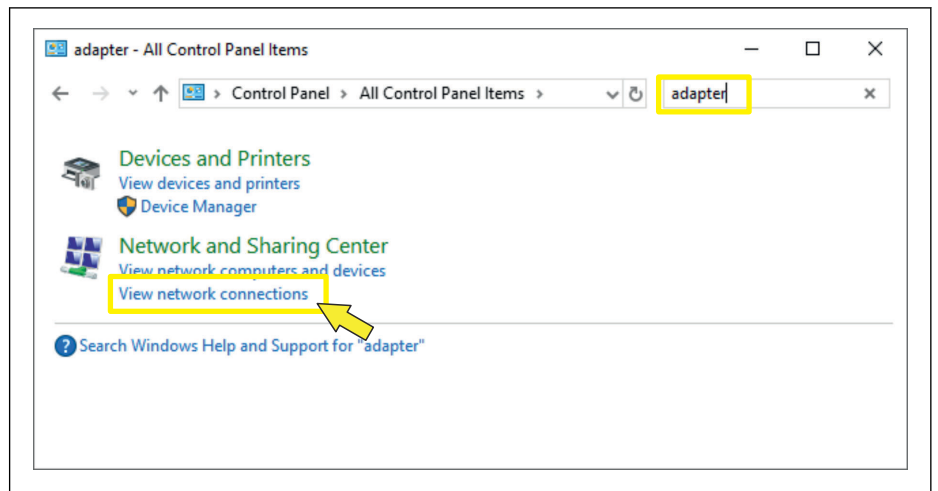 adapter - All Control Panel Items
Control Panel > All Control Panel Items >
adapter
Devices and Printers
View devices and printers
Device Manager
Network and Sharing Center
View network computers and devices
View network connections
Search Windows Help and Support for "adapter"